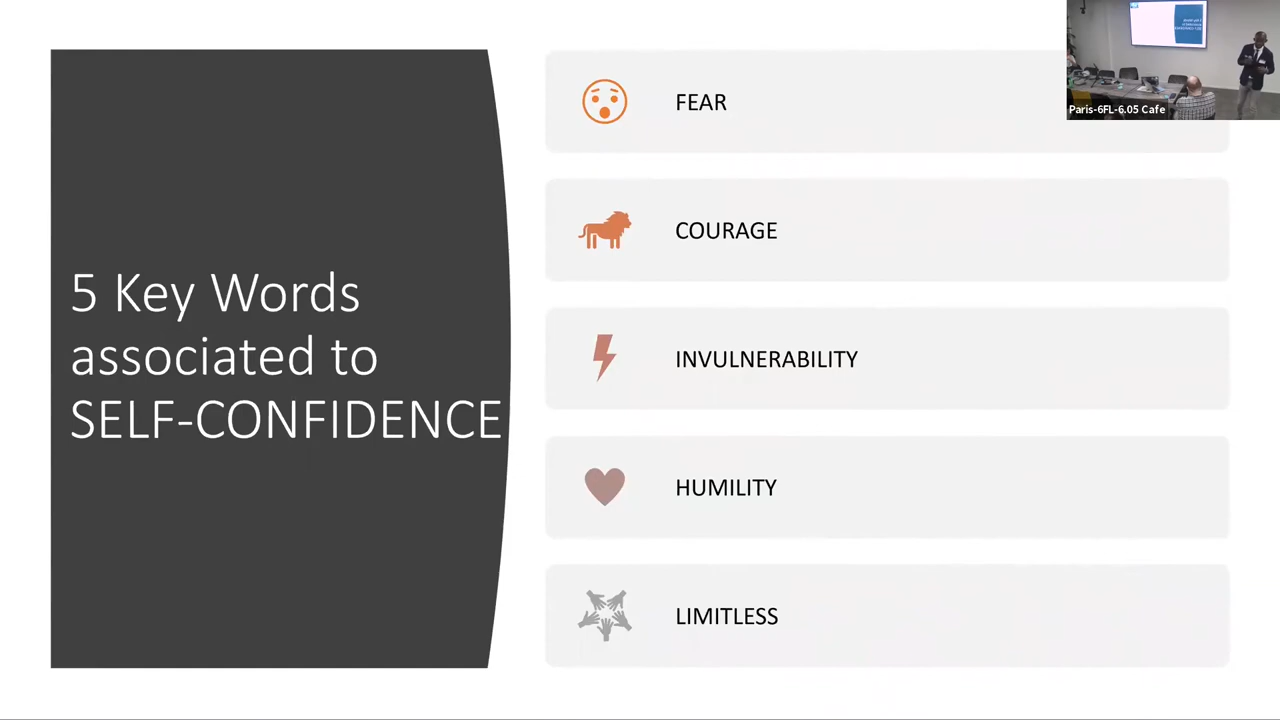 5 Key Words
associated to
SELF-CONFIDENCE
FEAR
COURAGE
INVULNERABILITY
HUMILITY
LIMITLESS
Paris-6FL-6.05 Cafe